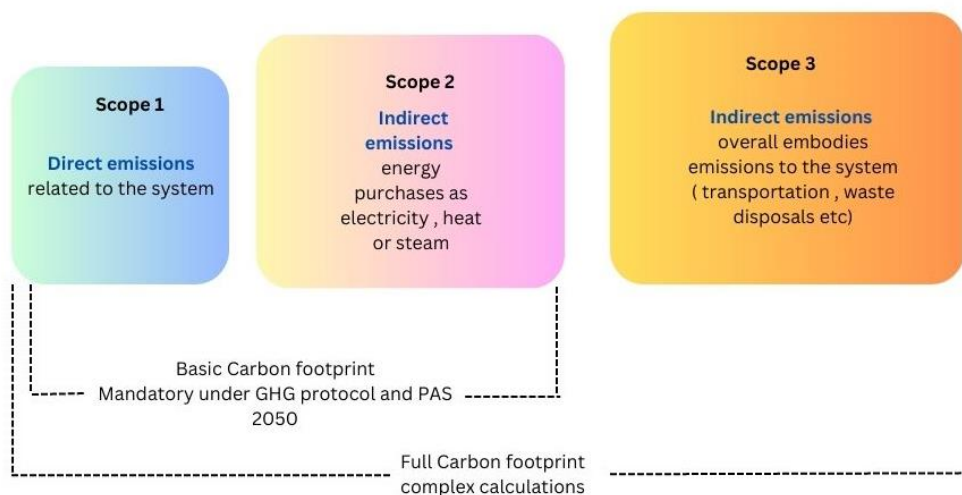 Scope 1
Direct emissions
related to the system
Scope 2
Indirect
emissions
energy
purchases as
electricity , heat
or steam
Scope 3
Indirect emissions
overall embodies
emissions to the system
( transportation , waste
disposals etc)
Basic Carbon footprint
Mandatory under GHG protocol and PAS
2050
Full Carbon footprint
complex calculations